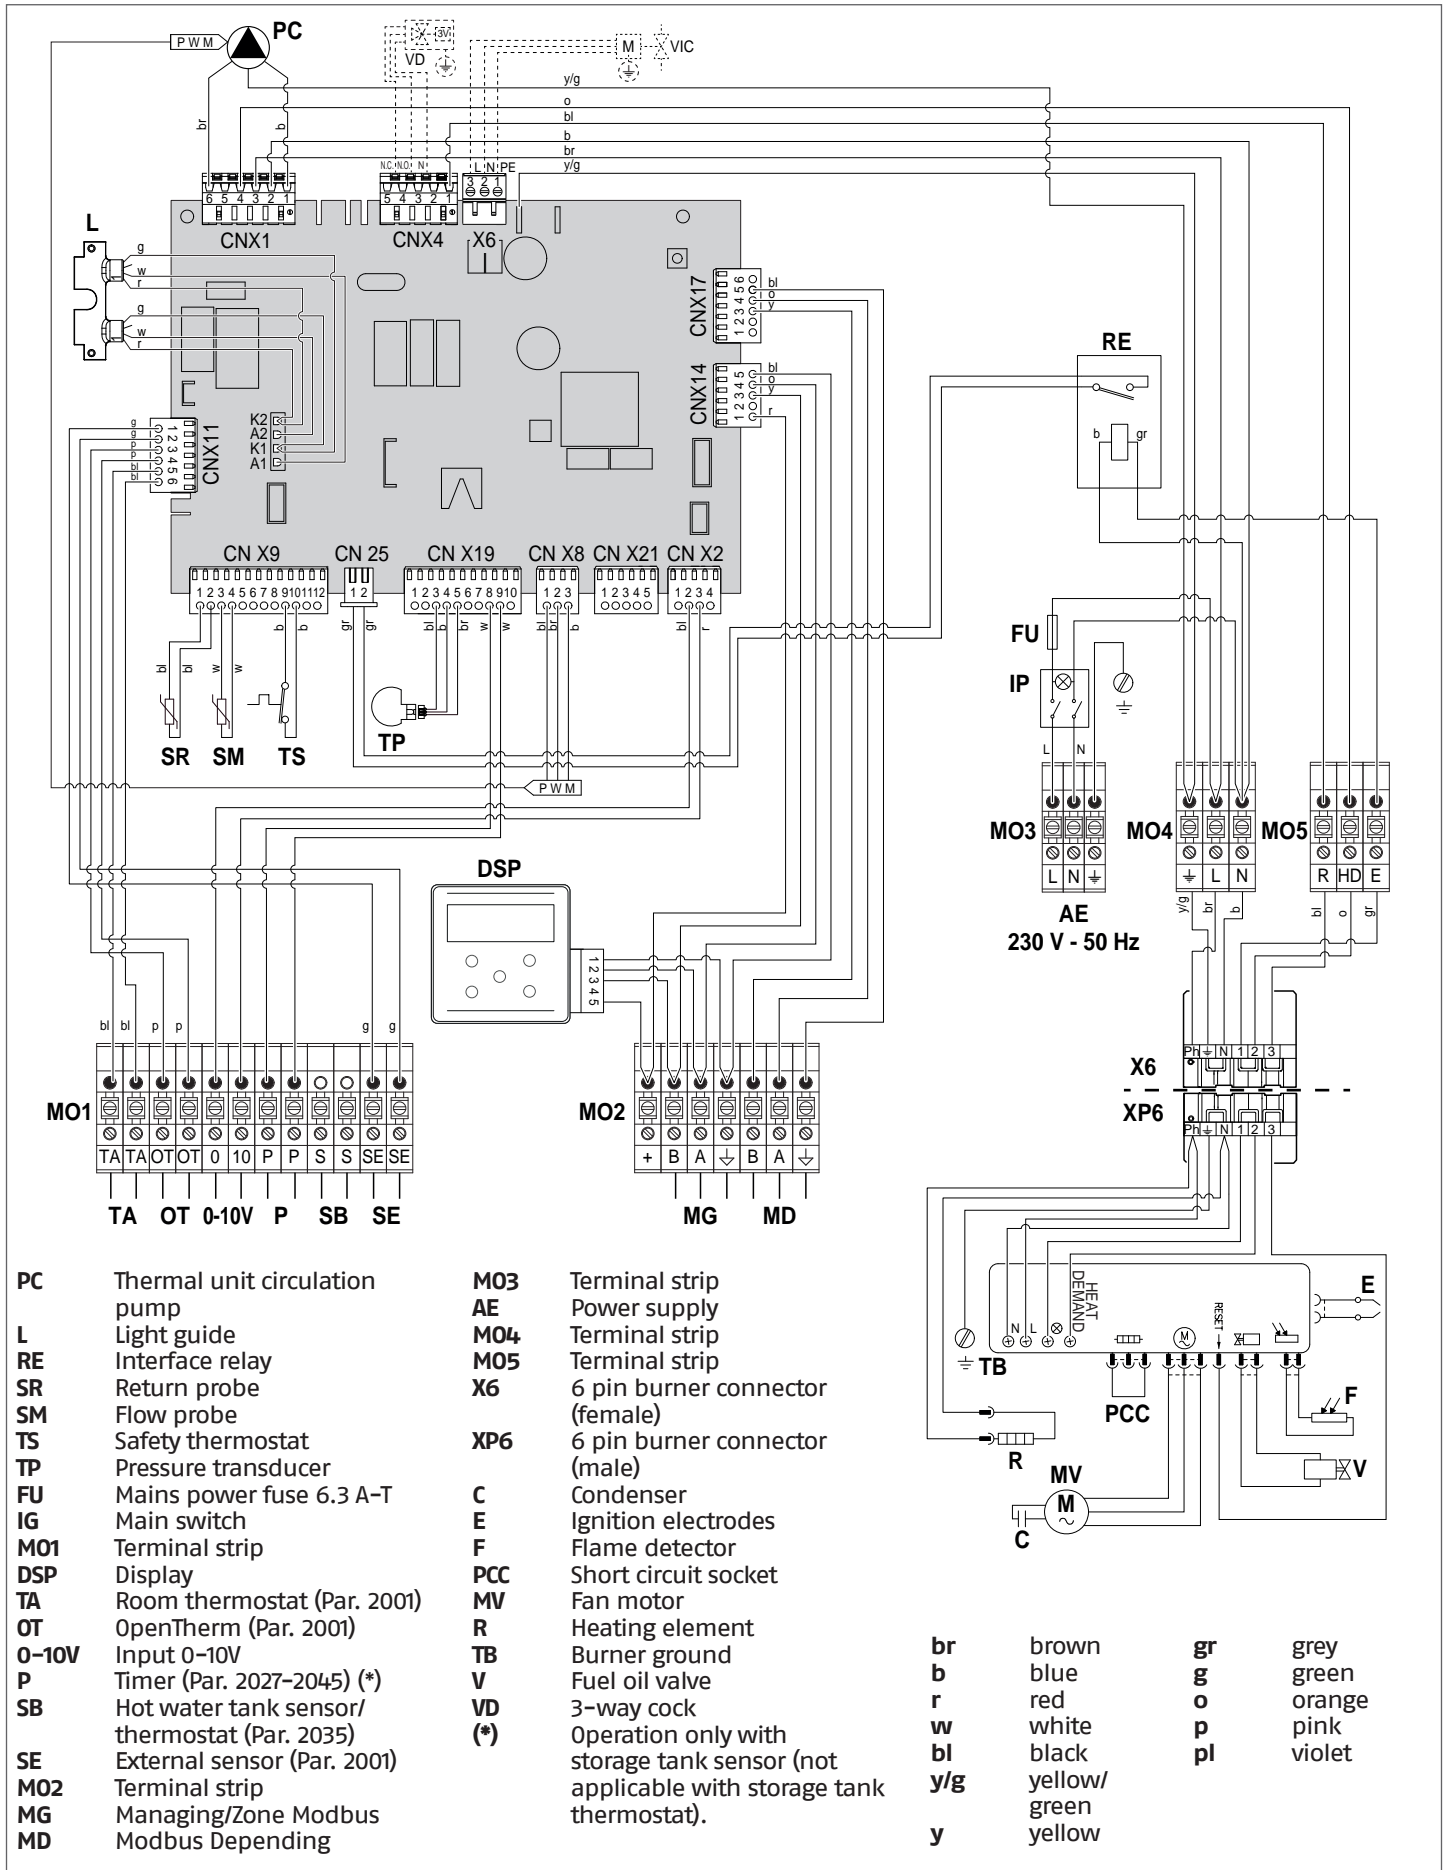 PC
P W M
3V
VD
M
VIC
y/g
o
bl
b
br
y/g
br
b
N.C. N.O. N
L N PE
6 5 4 3 2 1
5 4 3 2 1
3 2 1
CNX1
CNX4
X6
L
g
w
r
g
w
r
K2
A2
K1
A1
CNX17
1 2 3 4 5 6
bl
o
y
CNX14
1 2 3 4 5
bl
o
y
r
RE
b gr
g
g
p
p
bl
bl
1 2 3 4 5 6
CNX11
CN X9
CN 25
CN X19
CN X8
CN X21
CN X2
1 2 3 4 5 6 7 8 9 10 11 12
1 2
1 2 3 4 5 6 7 8 9 10
1 2 3
1 2 3 4 5
1 2 3 4
b b
gr gr
bl b br w w
bl br b
bl r
bl bl w w
SR
SM
TS
TP
P W M
FU
IP
L N
MO3
MO4
MO5
L N
L N
R HD E
AE
230 V - 50 Hz
y/g br b
bl o gr
DSP
1 2 3 4 5
bl bl p p
g g
MO1
TA TA OT OT 0 10 P P S S SE SE
TA OT 0-10V P SB SE
MO2
+ B A B A
MG MD
X6
Ph N 1 2 3
XP6
Ph N 1 2 3
HEAT DEMAND
N L
RESET
M
E
TB
PCC
F
R
V
MV
M
C
PC Thermal unit circulation
pump
L Light guide
RE Interface relay
SR Return probe
SM Flow probe
TS Safety thermostat
TP Pressure transducer
FU Mains power fuse 6.3 A-T
IG Main switch
MO1 Terminal strip
DSP Display
TA Room thermostat (Par. 2001)
OT OpenTherm (Par. 2001)
0-10V Input 0-10V
P Timer (Par. 2027-2045) (*)
SB Hot water tank sensor/
thermostat (Par. 2035)
SE External sensor (Par. 2001)
MO2 Terminal strip
MG Managing/Zone Modbus
MD Modbus Depending
MO3 Terminal strip
AE Power supply
MO4 Terminal strip
MO5 Terminal strip
X6 6 pin burner connector
(female)
XP6 6 pin burner connector
(male)
C Condenser
E Ignition electrodes
F Flame detector
PCC Short circuit socket
MV Fan motor
R Heating element
TB Burner ground
V Fuel oil valve
VD 3-way cock
(*) Operation only with
storage tank sensor (not
applicable with storage tank
thermostat).
br brown
b blue
r red
w white
bl black
y/g yellow/
green
y yellow
gr grey
g green
o orange
p pink
pl violet